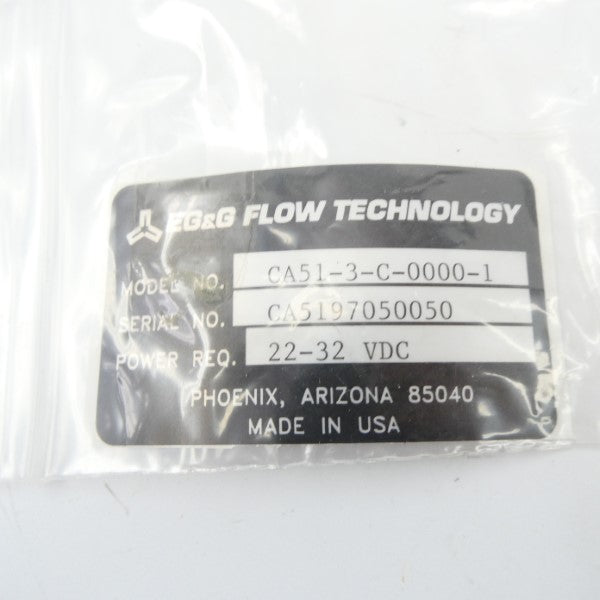 EG&G FLOW TECHNOLOGY
MODEL NO. CA51-3-C-0000-1
SERIAL NO. CA5197050050
POWER REQ. 22-32 VDC
PHOENIX, ARIZONA 85040
MADE IN USA